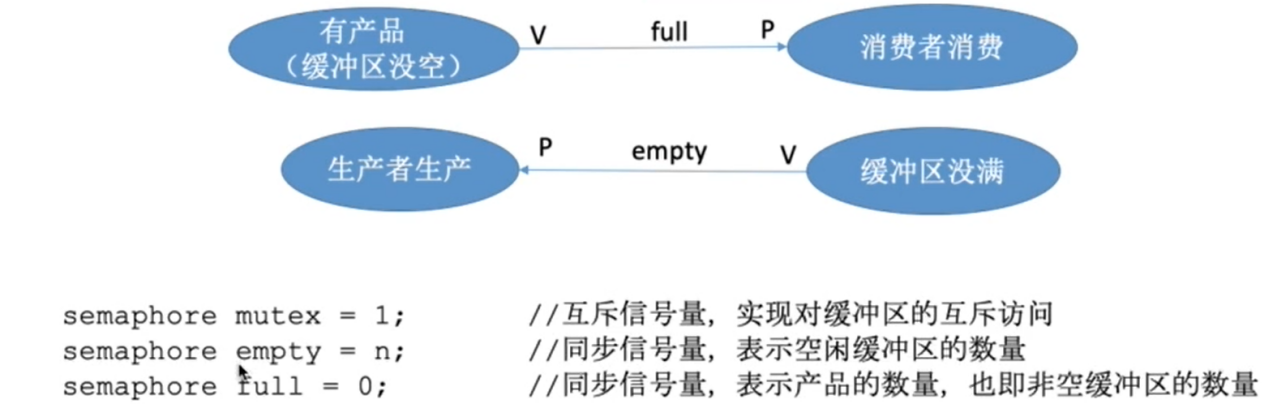 有产品
（缓冲区没空）
V full P
消费者消费
生产者生产
P empty V
缓冲区没满
semaphore mutex = 1; //互斥信号量，实现对缓冲区的互斥访问
semaphore empty = n; //同步信号量，表示空闲缓冲区的数量
semaphore full = 0; //同步信号量，表示产品的数量，也即非空缓冲区的数量